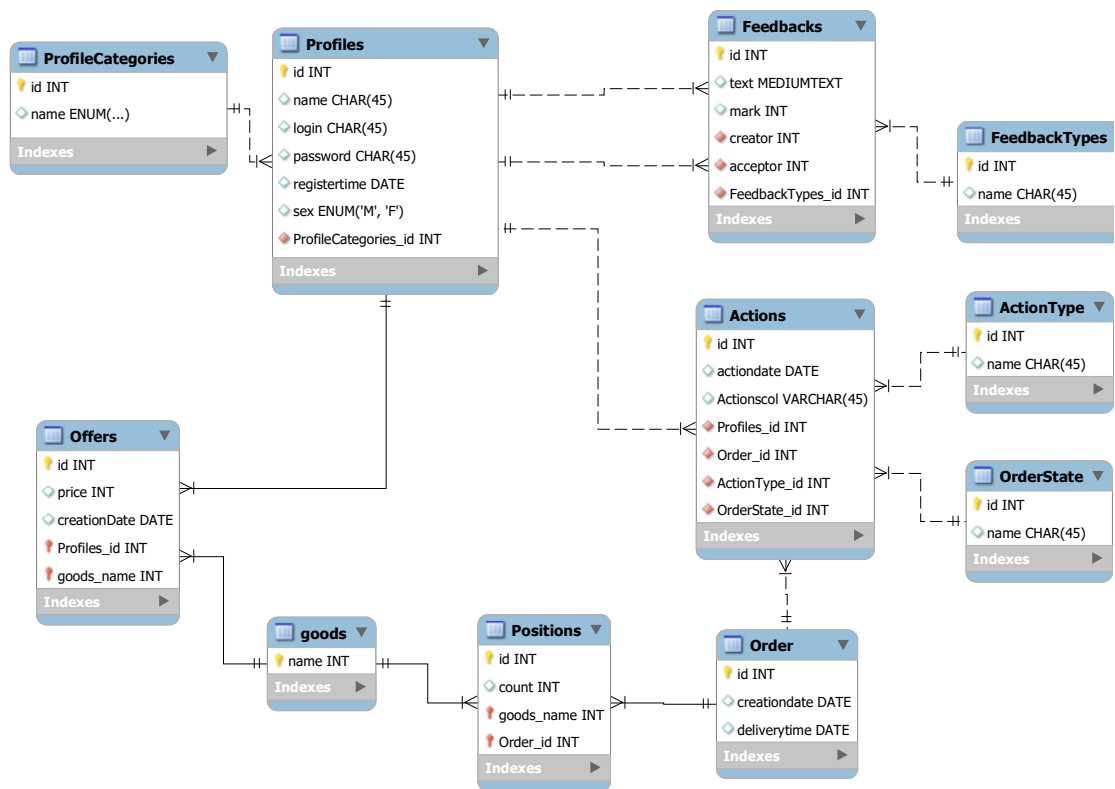 ProfileCategories
id INT
name ENUM(...)
Indexes
Profiles
id INT
name CHAR(45)
login CHAR(45)
password CHAR(45)
registertime DATE
sex ENUM('M', 'F')
ProfileCategories_id INT
Indexes
Feedbacks
id INT
text MEDIUMTEXT
mark INT
creator INT
acceptor INT
FeedbackTypes_id INT
Indexes
FeedbackTypes
id INT
name CHAR(45)
Indexes
Actions
id INT
actiondate DATE
Actionscol VARCHAR(45)
Profiles_id INT
Order_id INT
ActionType_id INT
OrderState_id INT
Indexes
ActionType
id INT
name CHAR(45)
Indexes
OrderState
id INT
name CHAR(45)
Indexes
Offers
id INT
price INT
creationDate DATE
Profiles_id INT
goods_name INT
Indexes
goods
name INT
Indexes
Positions
id INT
count INT
goods_name INT
Order_id INT
Indexes
Order
id INT
creationdate DATE
deliverytime DATE
Indexes